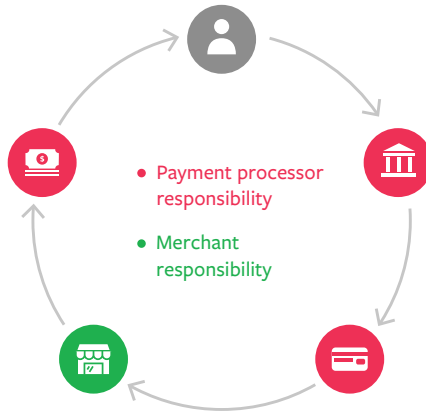 $
• Payment processor
responsibility
• Merchant
responsibility